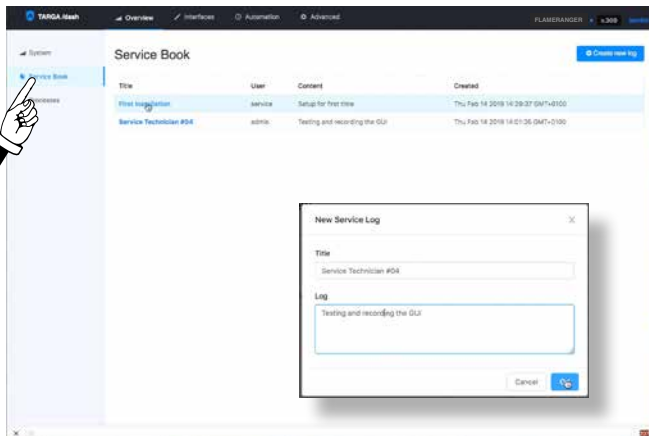 TARGA /dash Overview Interfaces Automation Advanced FLAMERANGER
System
Service Book
Service Book
Create new log
Title User Content Created
First Installation service Setup for first time Thu Feb 14 2019 14:29:37 GMT+0100
Service Technician #04 admin Testing and recording the GUI Thu Feb 14 2019 14:01:35 GMT+0100
New Service Log
Title
Service Technician #04
Log
Testing and recording the GUI
Cancel